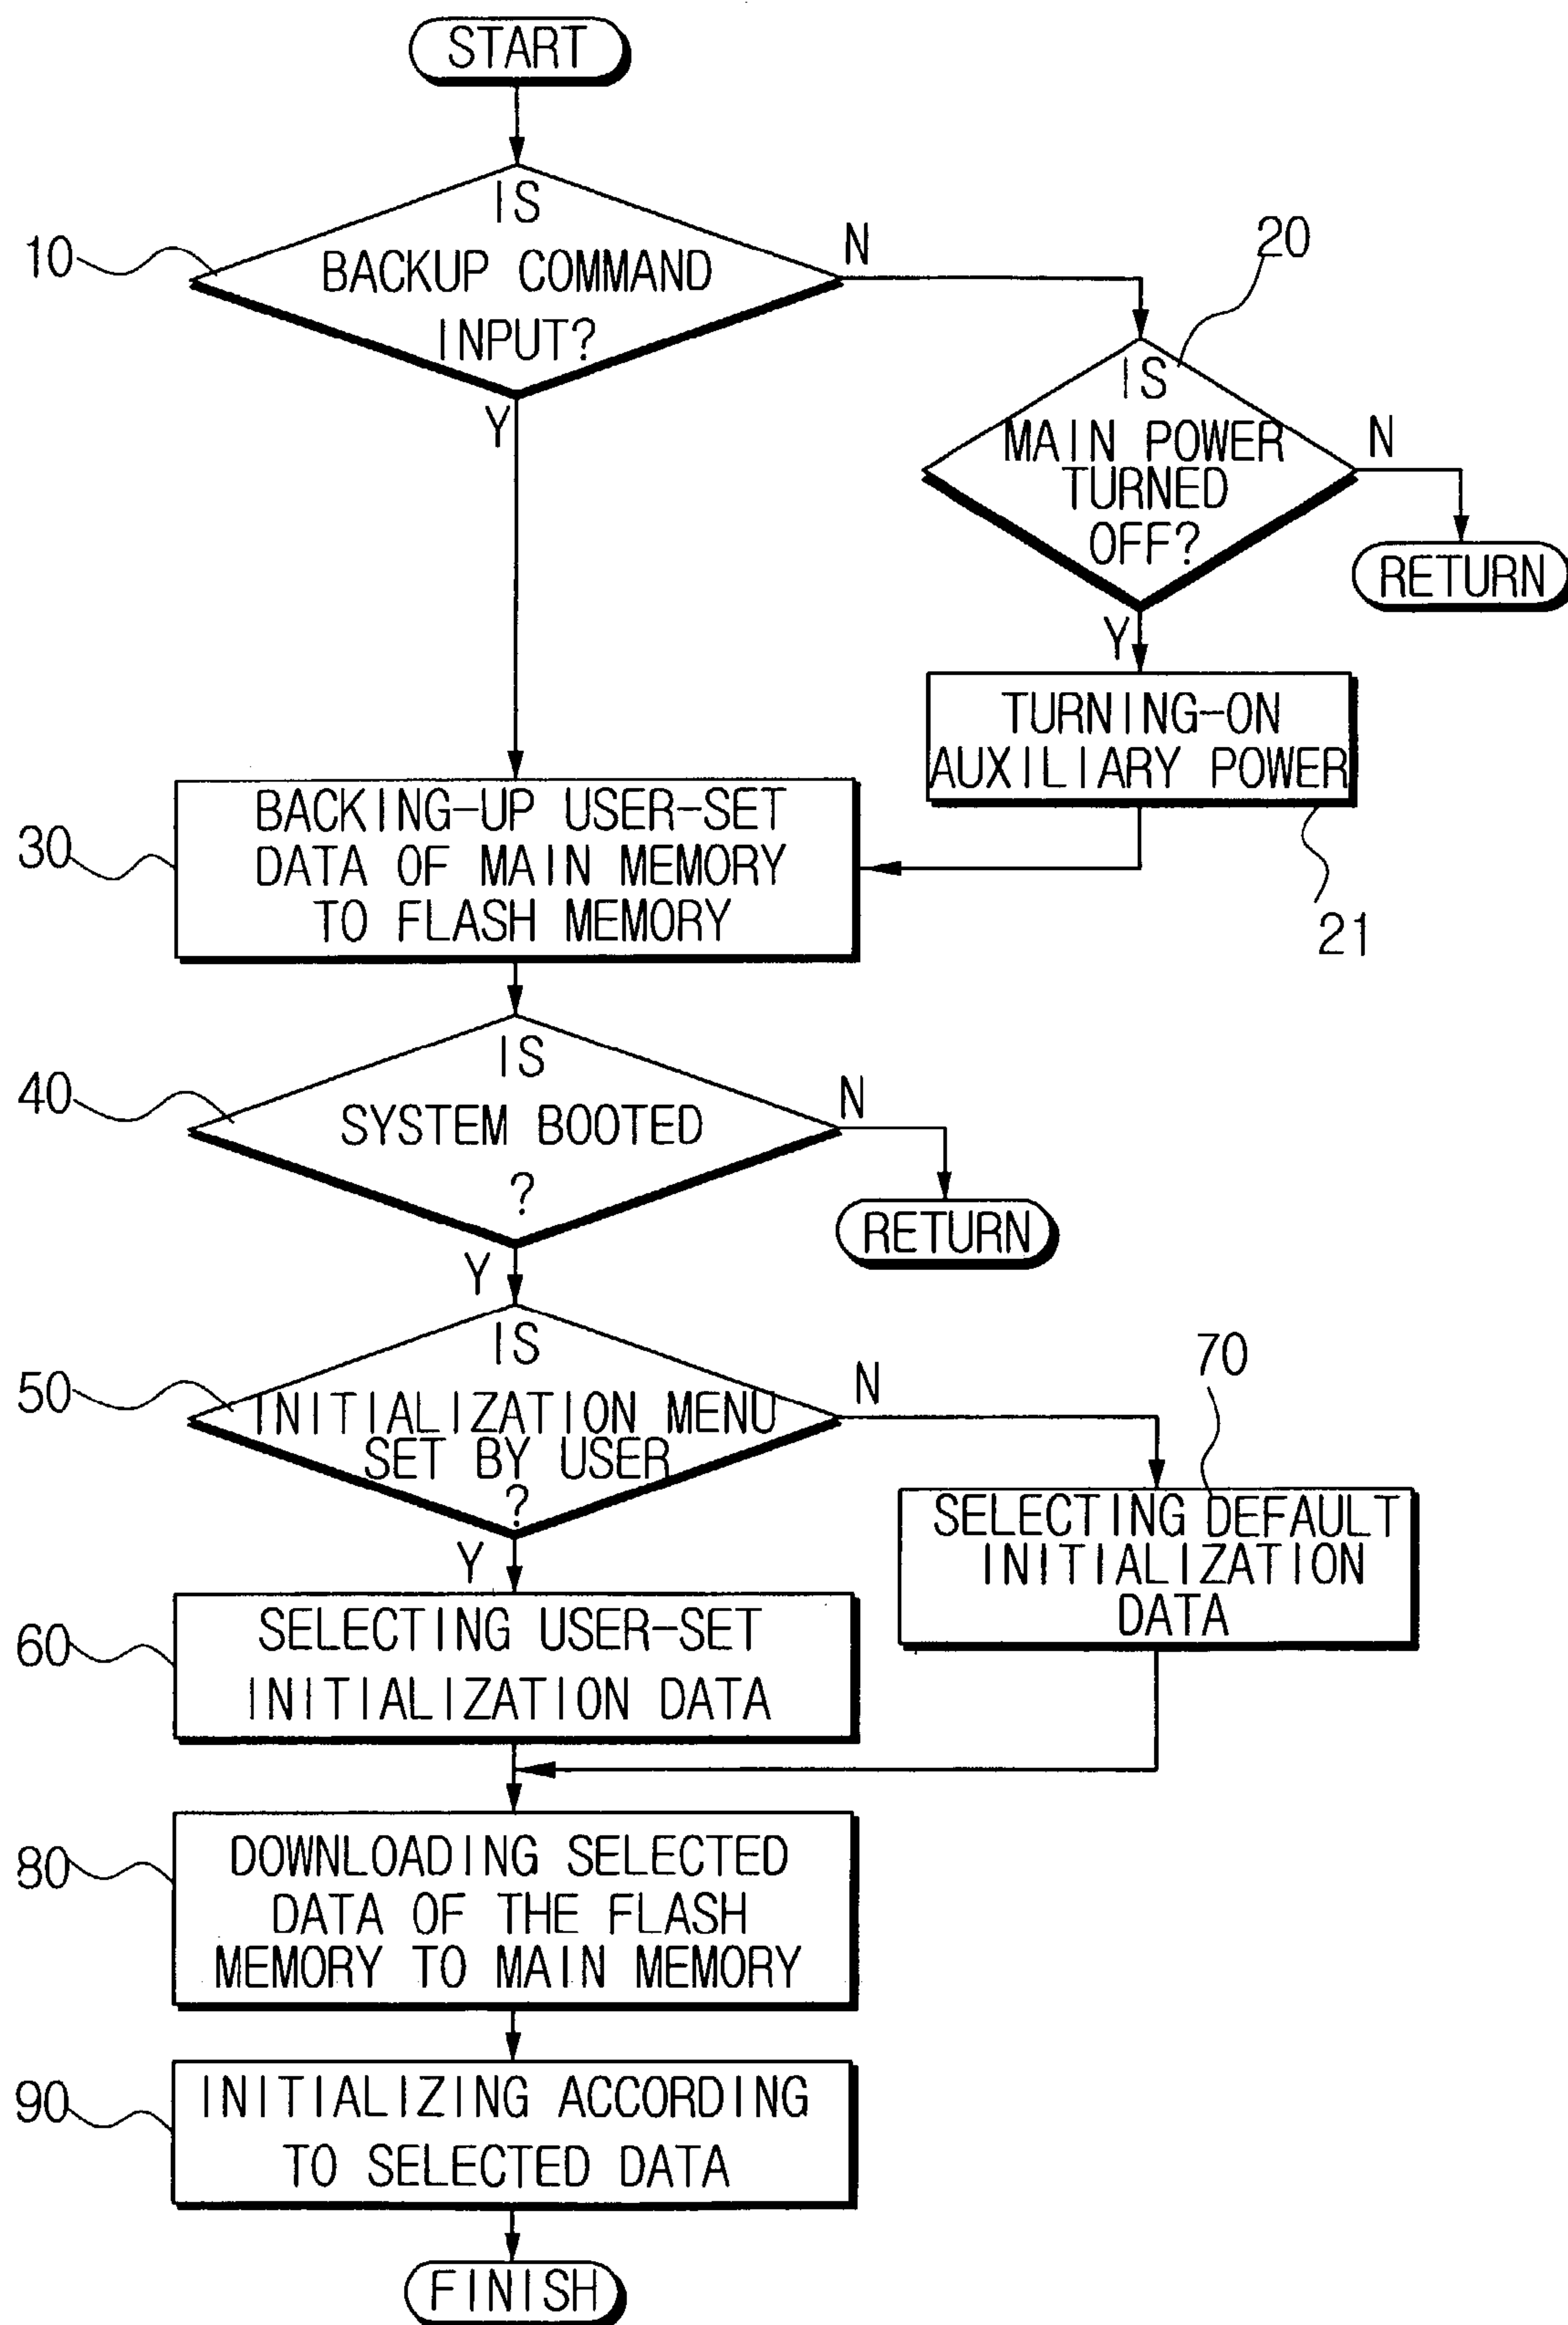 START
IS
BACKUP COMMAND
INPUT?
10
N
Y
20
IS
MAIN POWER
TURNED
OFF?
N
RETURN
Y
TURNING-ON
AUXILIARY POWER
21
30
BACKING-UP USER-SET
DATA OF MAIN MEMORY
TO FLASH MEMORY
40
IS
SYSTEM BOOTED
?
N
RETURN
Y
50
IS
INITIALIZATION MENU
SET BY USER
?
N
Y
70
SELECTING DEFAULT
INITIALIZATION
DATA
60
SELECTING USER-SET
INITIALIZATION DATA
80
DOWNLOADING SELECTED
DATA OF THE FLASH
MEMORY TO MAIN MEMORY
90
INITIALIZING ACCORDING
TO SELECTED DATA
FINISH